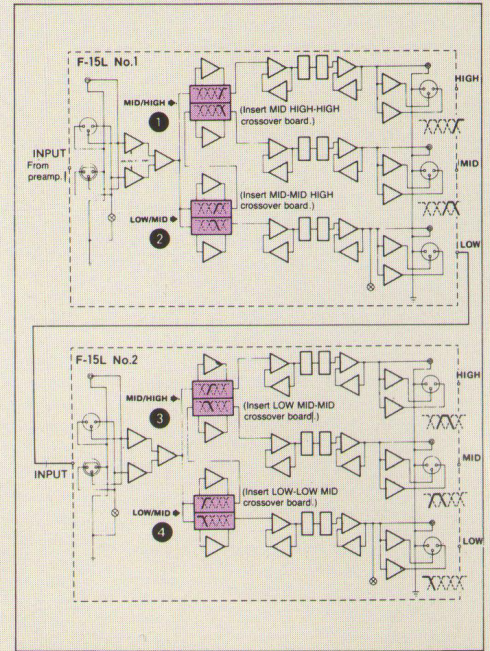 F-15L No.1
HIGH
MID/HIGH
1
(Insert MID HIGH-HIGH
crossover board.)
INPUT
From
preamp.
MID
(Insert MID-MID HIGH
crossover board.)
LOW/MID
2
LOW
F-15L No.2
HIGH
MID/HIGH
3
(Insert LOW MID-MID
crossover board.)
INPUT
MID
(Insert LOW-LOW MID
crossover board.)
LOW/MID
4
LOW